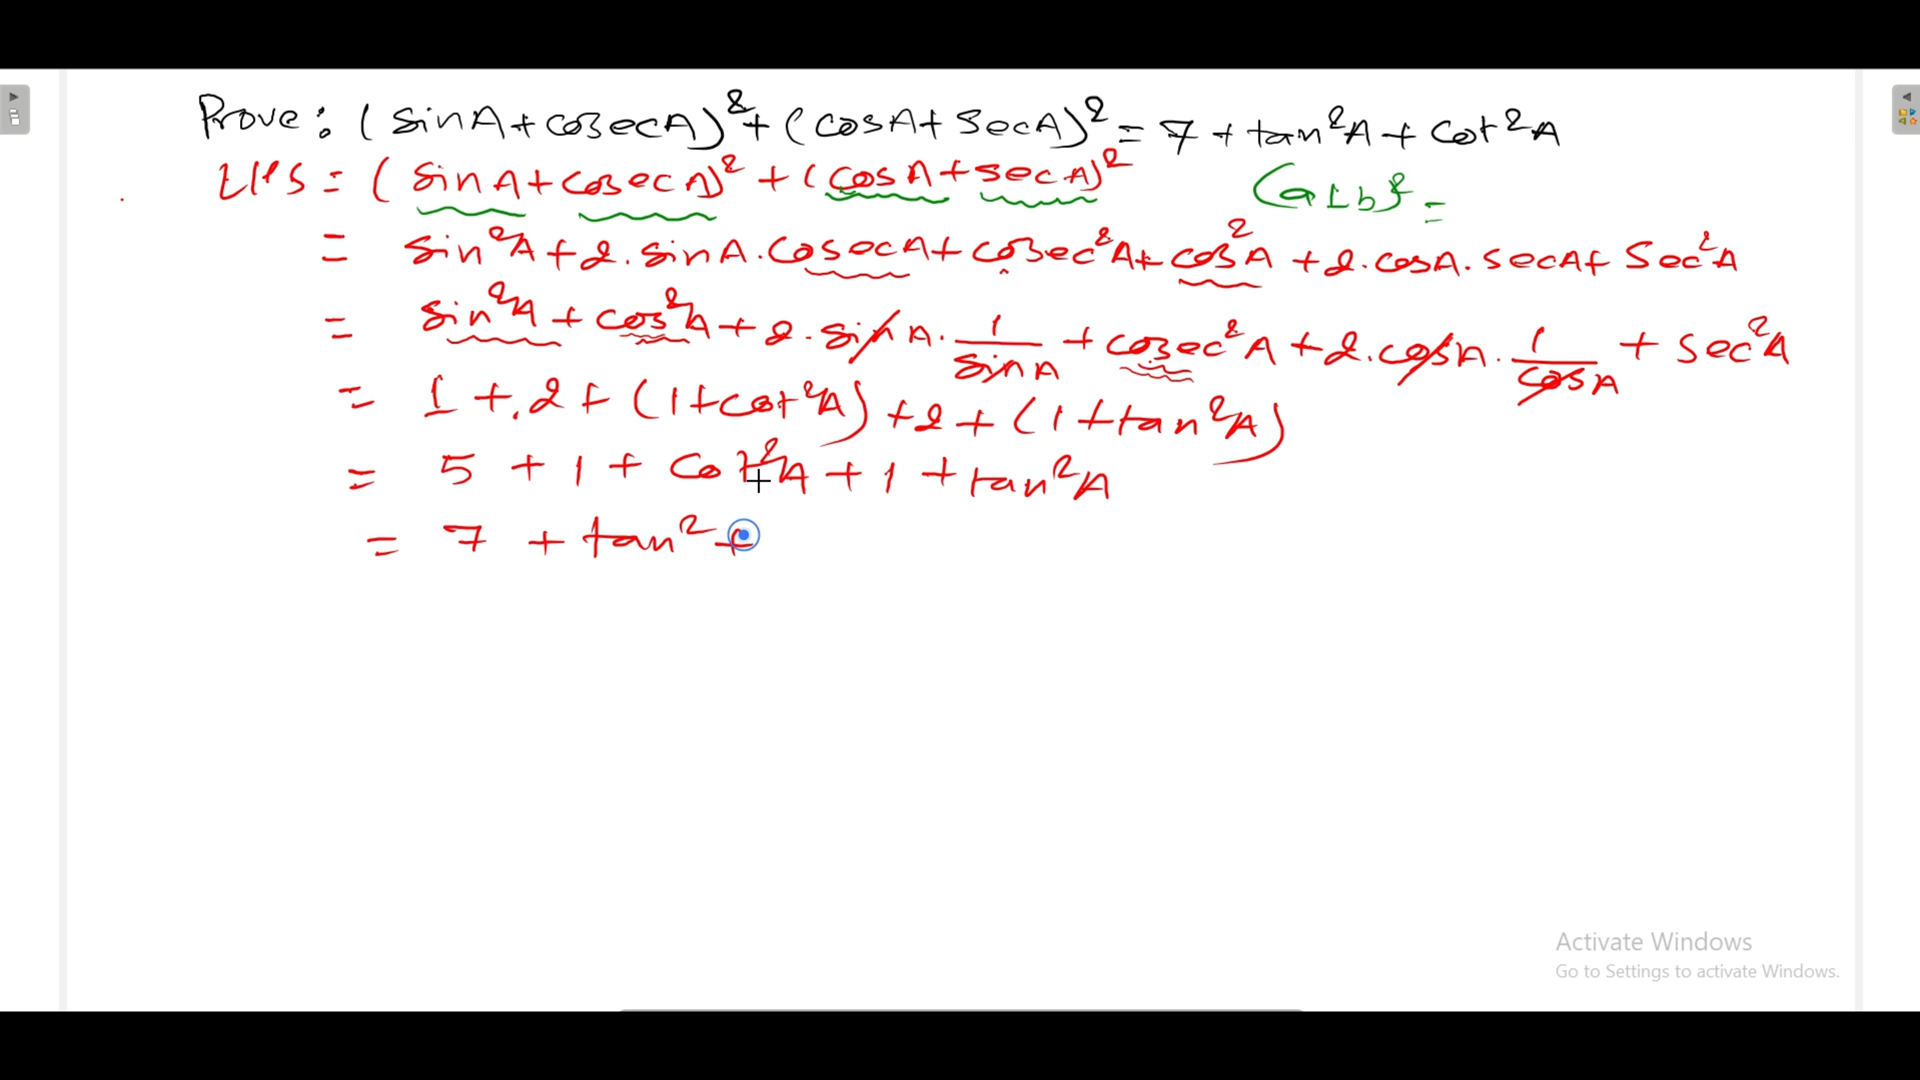 Prove: (sinA+cosecA)²+(cosA+secA)²=7+tan²A+cot²A
LHS = (sinA+cosecA)²+(cosA+secA)²
(a+b)² =
= sin²A+2.sinA.cosecA+cosec²A+cos²A+2.cosA.secA+sec²A
= sin²A+cos²A+2.sinA.1/sinA+cosec²A+2.cosA.1/cosA+sec²A
= 1+2+(1+cot²A)+2+(1+tan²A)
= 5+1+cot²A+1+tan²A
= 7+tan²+
Activate Windows
Go to Settings to activate Windows.